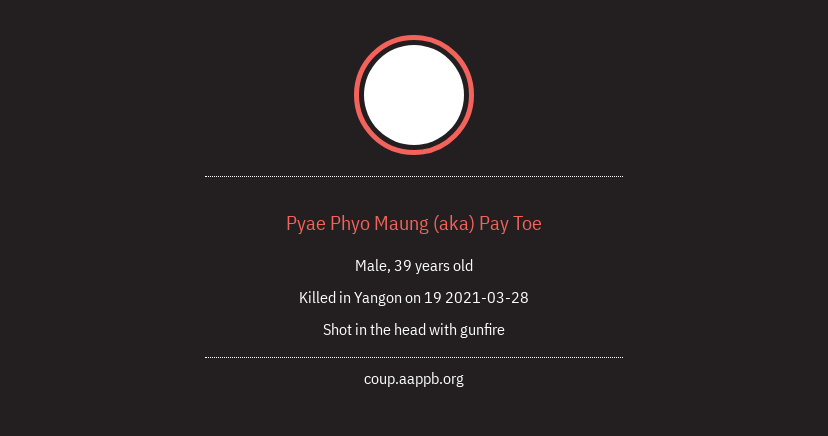 Pyae Phyo Maung (aka) Pay Toe
Male, 39 years old
Killed in Yangon on 19 2021-03-28
Shot in the head with gunfire
coup.aappb.org